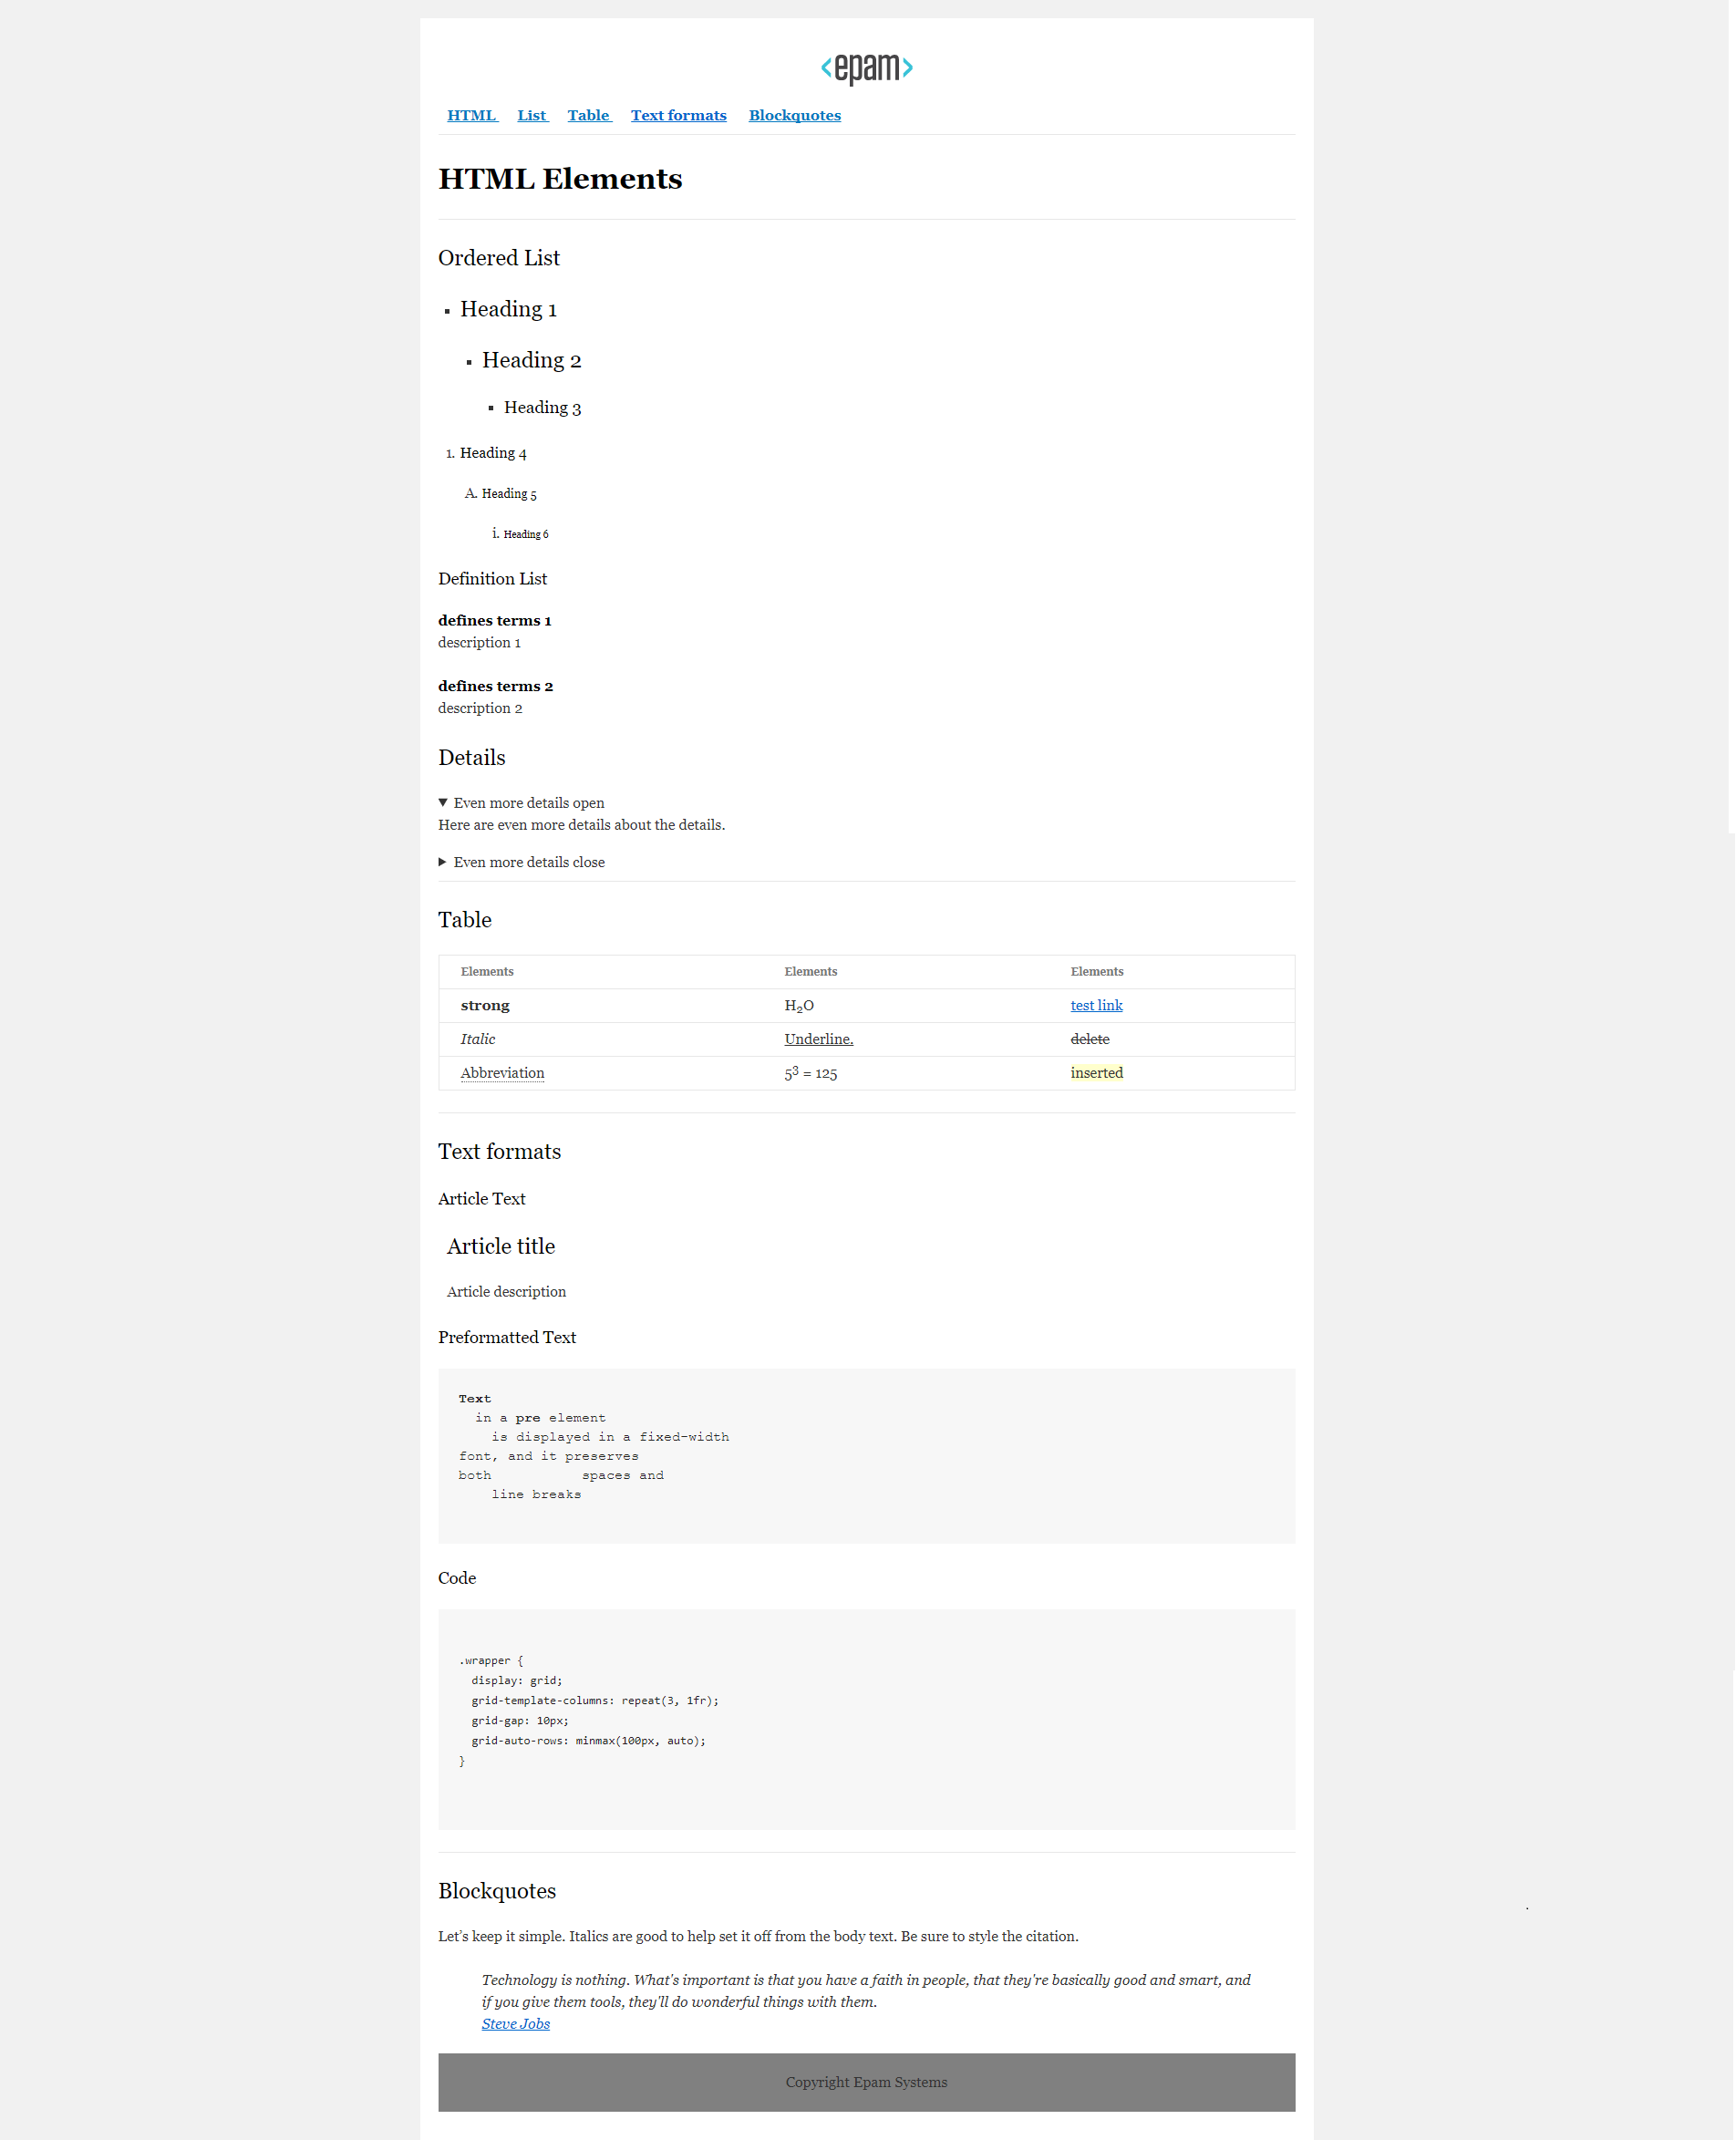 <epam>
HTML List Table Text formats Blockquotes
HTML Elements
Ordered List
Heading 1
Heading 2
Heading 3
1. Heading 4
A. Heading 5
i. Heading 6
Definition List
defines terms 1
description 1
defines terms 2
description 2
Details
Even more details open
Here are even more details about the details.
Even more details close
Table
Elements Elements Elements
strong H₂O test link
Italic Underline. delete
Abbreviation 5³ = 125 inserted
Text formats
Article Text
Article title
Article description
Preformatted Text
Text
  in a pre element
    is displayed in a fixed-width
font, and it preserves
both           spaces and
    line breaks
Code
.wrapper {
  display: grid;
  grid-template-columns: repeat(3, 1fr);
  grid-gap: 10px;
  grid-auto-rows: minmax(100px, auto);
}
Blockquotes
Let's keep it simple. Italics are good to help set it off from the body text. Be sure to style the citation.
Technology is nothing. What's important is that you have a faith in people, that they're basically good and smart, and
if you give them tools, they'll do wonderful things with them.
Steve Jobs
Copyright Epam Systems